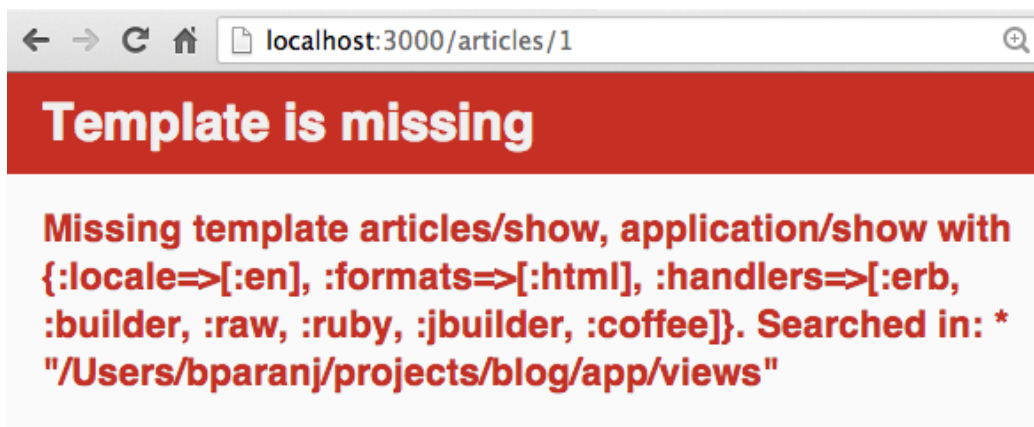 localhost:3000/articles/1
Template is missing
Missing template articles/show, application/show with
{:locale=>[:en], :formats=>[:html], :handlers=>[:erb,
:builder, :raw, :ruby, :jbuilder, :coffee]}. Searched in: *
"/Users/bparanj/projects/blog/app/views"